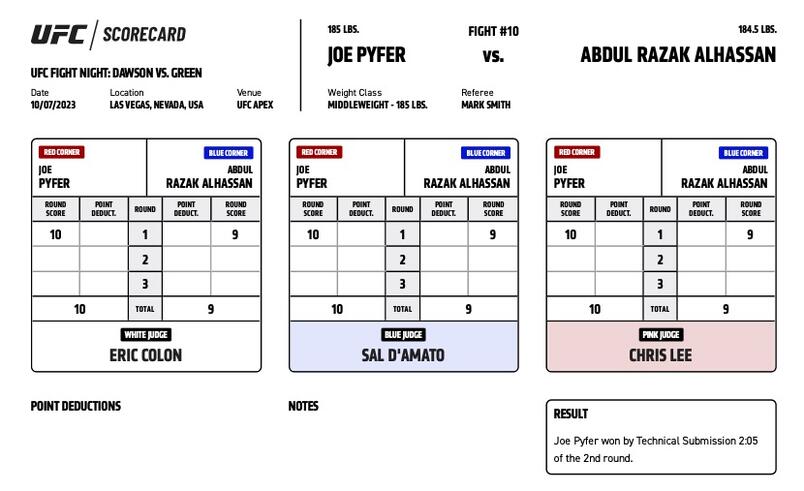 UFC SCORECARD
UFC FIGHT NIGHT: DAWSON VS. GREEN
Date Location Venue
10/07/2023 LAS VEGAS, NEVADA, USA UFC APEX
185 LBS. FIGHT #10 184.5 LBS.
JOE PYFER VS. ABDUL RAZAK ALHASSAN
Weight Class Referee
MIDDLEWEIGHT - 185 LBS. MARK SMITH
RED CORNER BLUE CORNER
JOE ABDUL
PYFER RAZAK ALHASSAN
ROUND POINT ROUND POINT ROUND
SCORE DEDUCT. DEDUCT. SCORE
10 1 9
2
3
10 TOTAL 9
WHITE JUDGE
ERIC COLON
RED CORNER BLUE CORNER
JOE ABDUL
PYFER RAZAK ALHASSAN
ROUND POINT ROUND POINT ROUND
SCORE DEDUCT. DEDUCT. SCORE
10 1 9
2
3
10 TOTAL 9
BLUE JUDGE
SAL D'AMATO
RED CORNER BLUE CORNER
JOE ABDUL
PYFER RAZAK ALHASSAN
ROUND POINT ROUND POINT ROUND
SCORE DEDUCT. DEDUCT. SCORE
10 1 9
2
3
10 TOTAL 9
PINK JUDGE
CHRIS LEE
POINT DEDUCTIONS
NOTES
RESULT
Joe Pyfer won by Technical Submission 2:05
of the 2nd round.